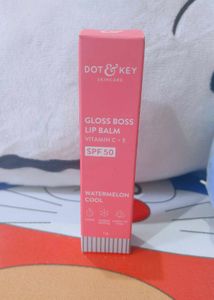 DOT & KEY
SKINCARE
GLOSS BOSS
LIP BALM
VITAMIN C + E
SPF 50
WATERMELON
COOL